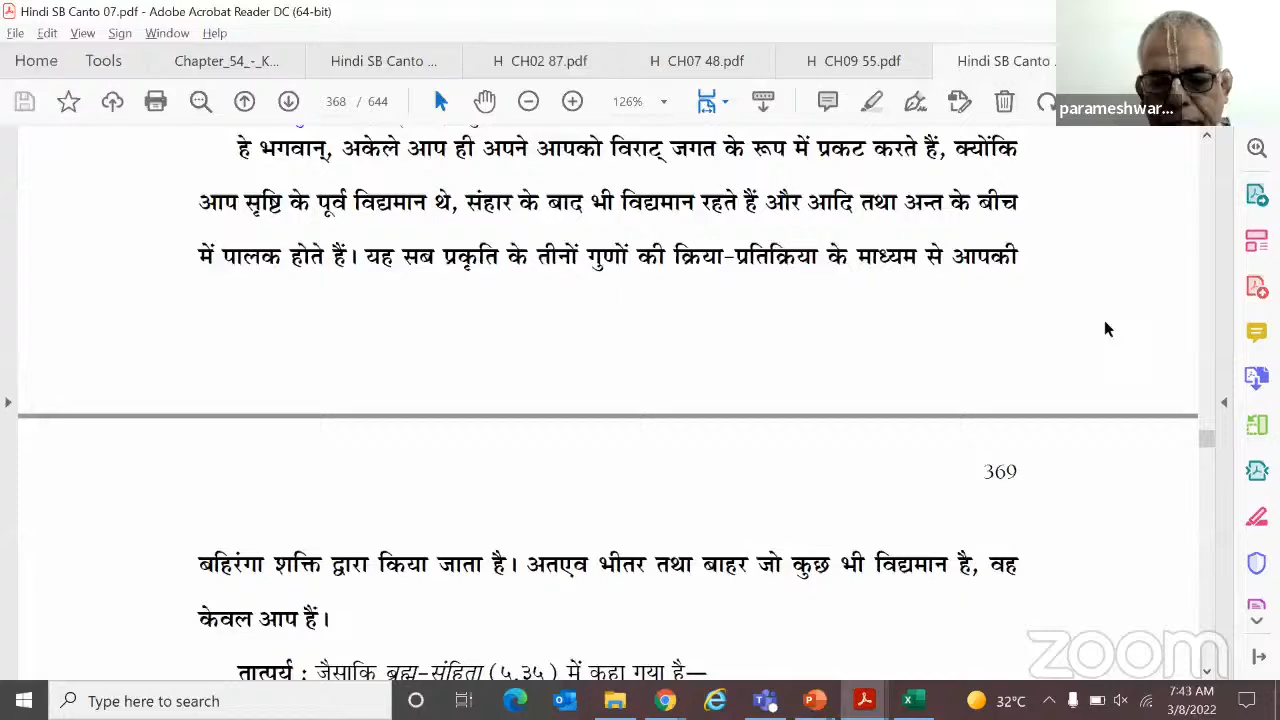 Hindi SB Canto 07.pdf - Adobe Acrobat Reader DC (64-bit)
File Edit View Sign Window Help
Home Tools Chapter_54_-_K... Hindi SB Canto ... H CH02 87.pdf H CH07 48.pdf H CH09 55.pdf Hindi SB Canto .
368 / 644 126%
parameshwar...
हे भगवान्, अकेले आप ही अपने आपको विराट् जगत के रूप में प्रकट करते हैं, क्योंकि
आप सृष्टि के पूर्व विद्यमान थे, संहार के बाद भी विद्यमान रहते हैं और आदि तथा अन्त के बीच
में पालक होते हैं। यह सब प्रकृति के तीनों गुणों की क्रिया-प्रतिक्रिया के माध्यम से आपकी
369
बहिरंगा शक्ति द्वारा किया जाता है। अतएव भीतर तथा बाहर जो कुछ भी विद्यमान है, वह
केवल आप हैं।
तात्पर्य : जैसाकि ब्रह्म-संहिता (५.३५) में कहा गया है—
zoom
Type here to search 32°C 7:43 AM
3/8/2022